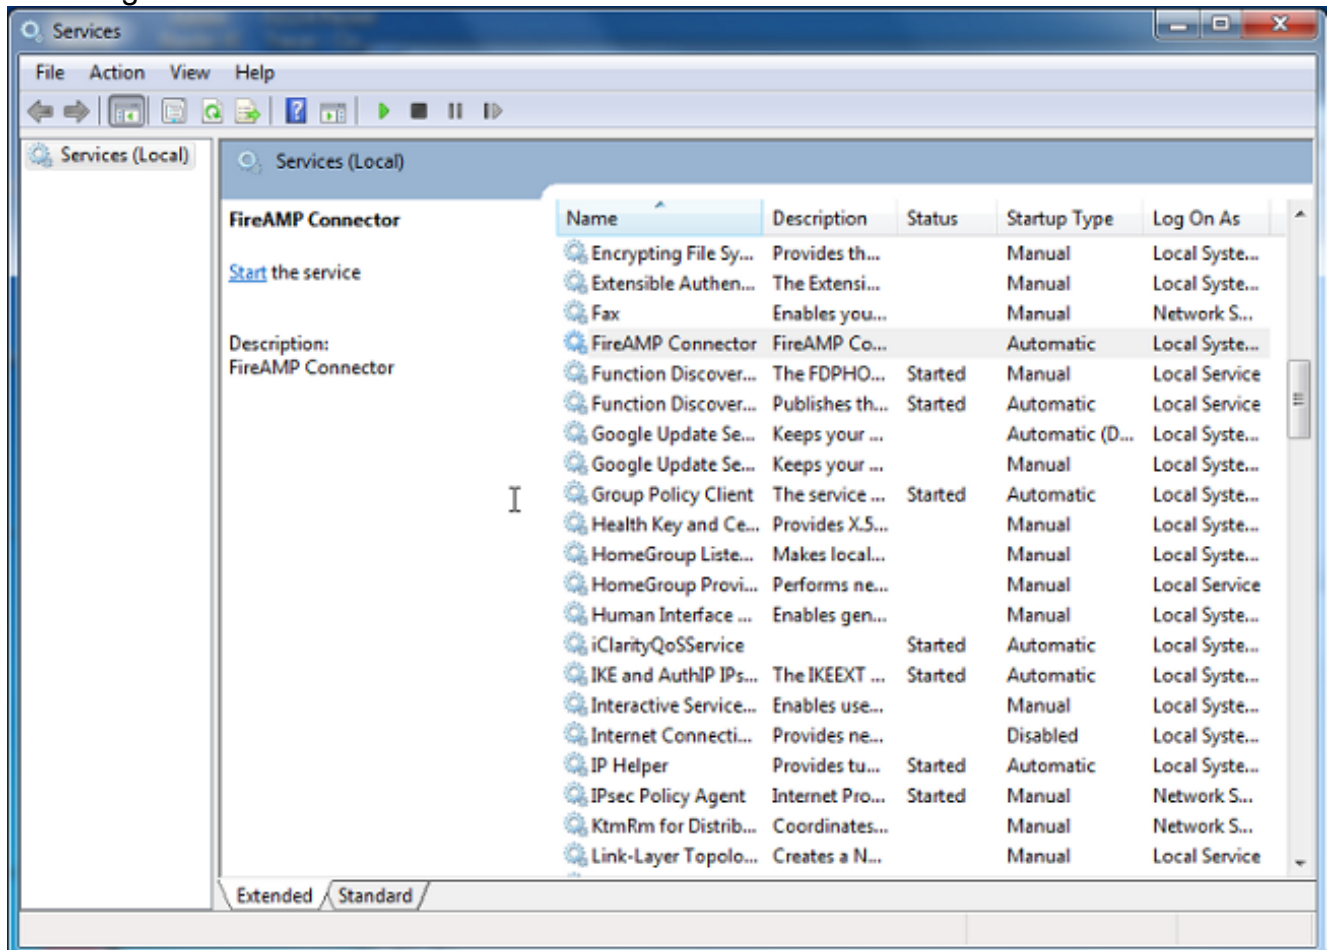 Services
File Action View Help
Services (Local)
Services (Local)
FireAMP Connector
Start the service
Description:
FireAMP Connector
Name Description Status Startup Type Log On As
Encrypting File Sy... Provides th... Manual Local Syste...
Extensible Authen... The Extensi... Manual Local Syste...
Fax Enables you... Manual Network S...
FireAMP Connector FireAMP Co... Automatic Local Syste...
Function Discover... The FDPHO... Started Manual Local Service
Function Discover... Publishes th... Started Automatic Local Service
Google Update Se... Keeps your ... Automatic (D... Local Syste...
Google Update Se... Keeps your ... Manual Local Syste...
Group Policy Client The service ... Started Automatic Local Syste...
Health Key and Ce... Provides X.5... Manual Local Syste...
HomeGroup Liste... Makes local... Manual Local Syste...
HomeGroup Provi... Performs ne... Manual Local Service
Human Interface ... Enables gen... Manual Local Syste...
iClarityQoSService Started Automatic Local Syste...
IKE and AuthIP IPs... The IKEEXT ... Started Automatic Local Syste...
Interactive Service... Enables use... Manual Local Syste...
Internet Connecti... Provides ne... Disabled Local Syste...
IP Helper Provides tu... Started Automatic Local Syste...
IPsec Policy Agent Internet Pro... Started Manual Network S...
KtmRm for Distrib... Coordinates... Manual Network S...
Link-Layer Topolo... Creates a N... Manual Local Service
Extended Standard